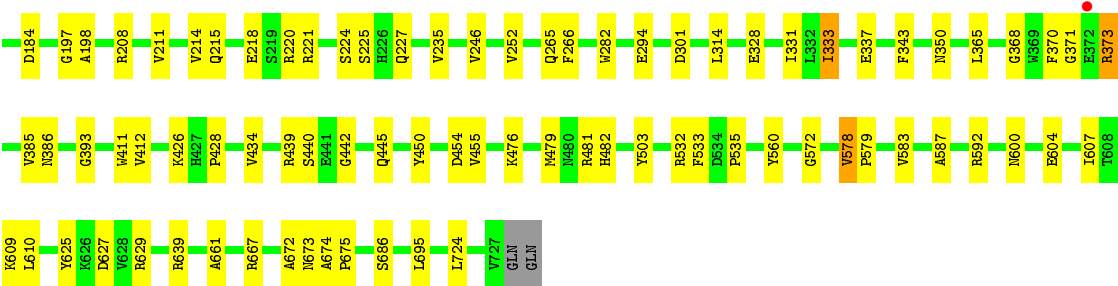 D184 G197 A198 R208 V211 V214 Q215 E218 S219 R220 R221 S224 S225 H226 Q227 V235 V246 V252 Q265 F266 W282 E294 D301 L314 E328 I331 L332 I333 E337 F343 N350 L365 G368 W369 F370 G371 E372 R373
V385 N386 G393 W411 V412 K426 H427 P428 V434 R439 S440 E441 G442 Q445 Y450 D454 V455 K476 M479 N480 R481 H482 Y503 R532 F533 D534 P535 Y560 G572 V578 P579 V583 A587 R592 N600 E604 I607 T608
K609 L610 Y625 K626 D627 V628 R629 R639 A661 R667 A672 N673 A674 P675 S686 L695 L724 V727 GLN GLN